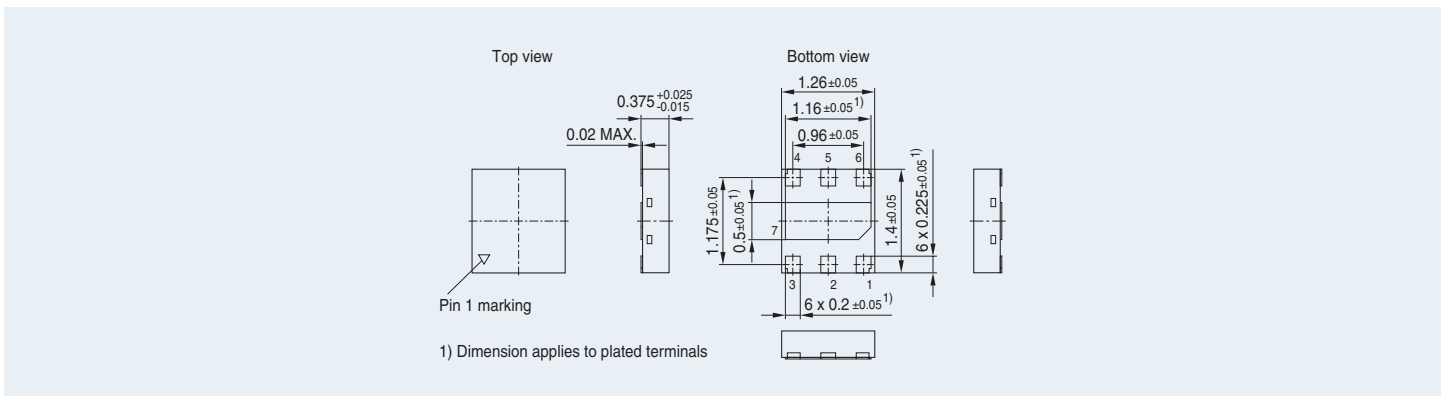 Top view
Bottom view
1.26±0.05
0.375 +0.025 -0.015
1.16±0.05 1)
0.02 MAX.
0.96±0.05
4 5 6
1.175±0.05
0.5±0.05 1)
7
1.4±0.05
6 x 0.225±0.05 1)
3 2 1
Pin 1 marking
6 x 0.2 ±0.05 1)
1) Dimension applies to plated terminals